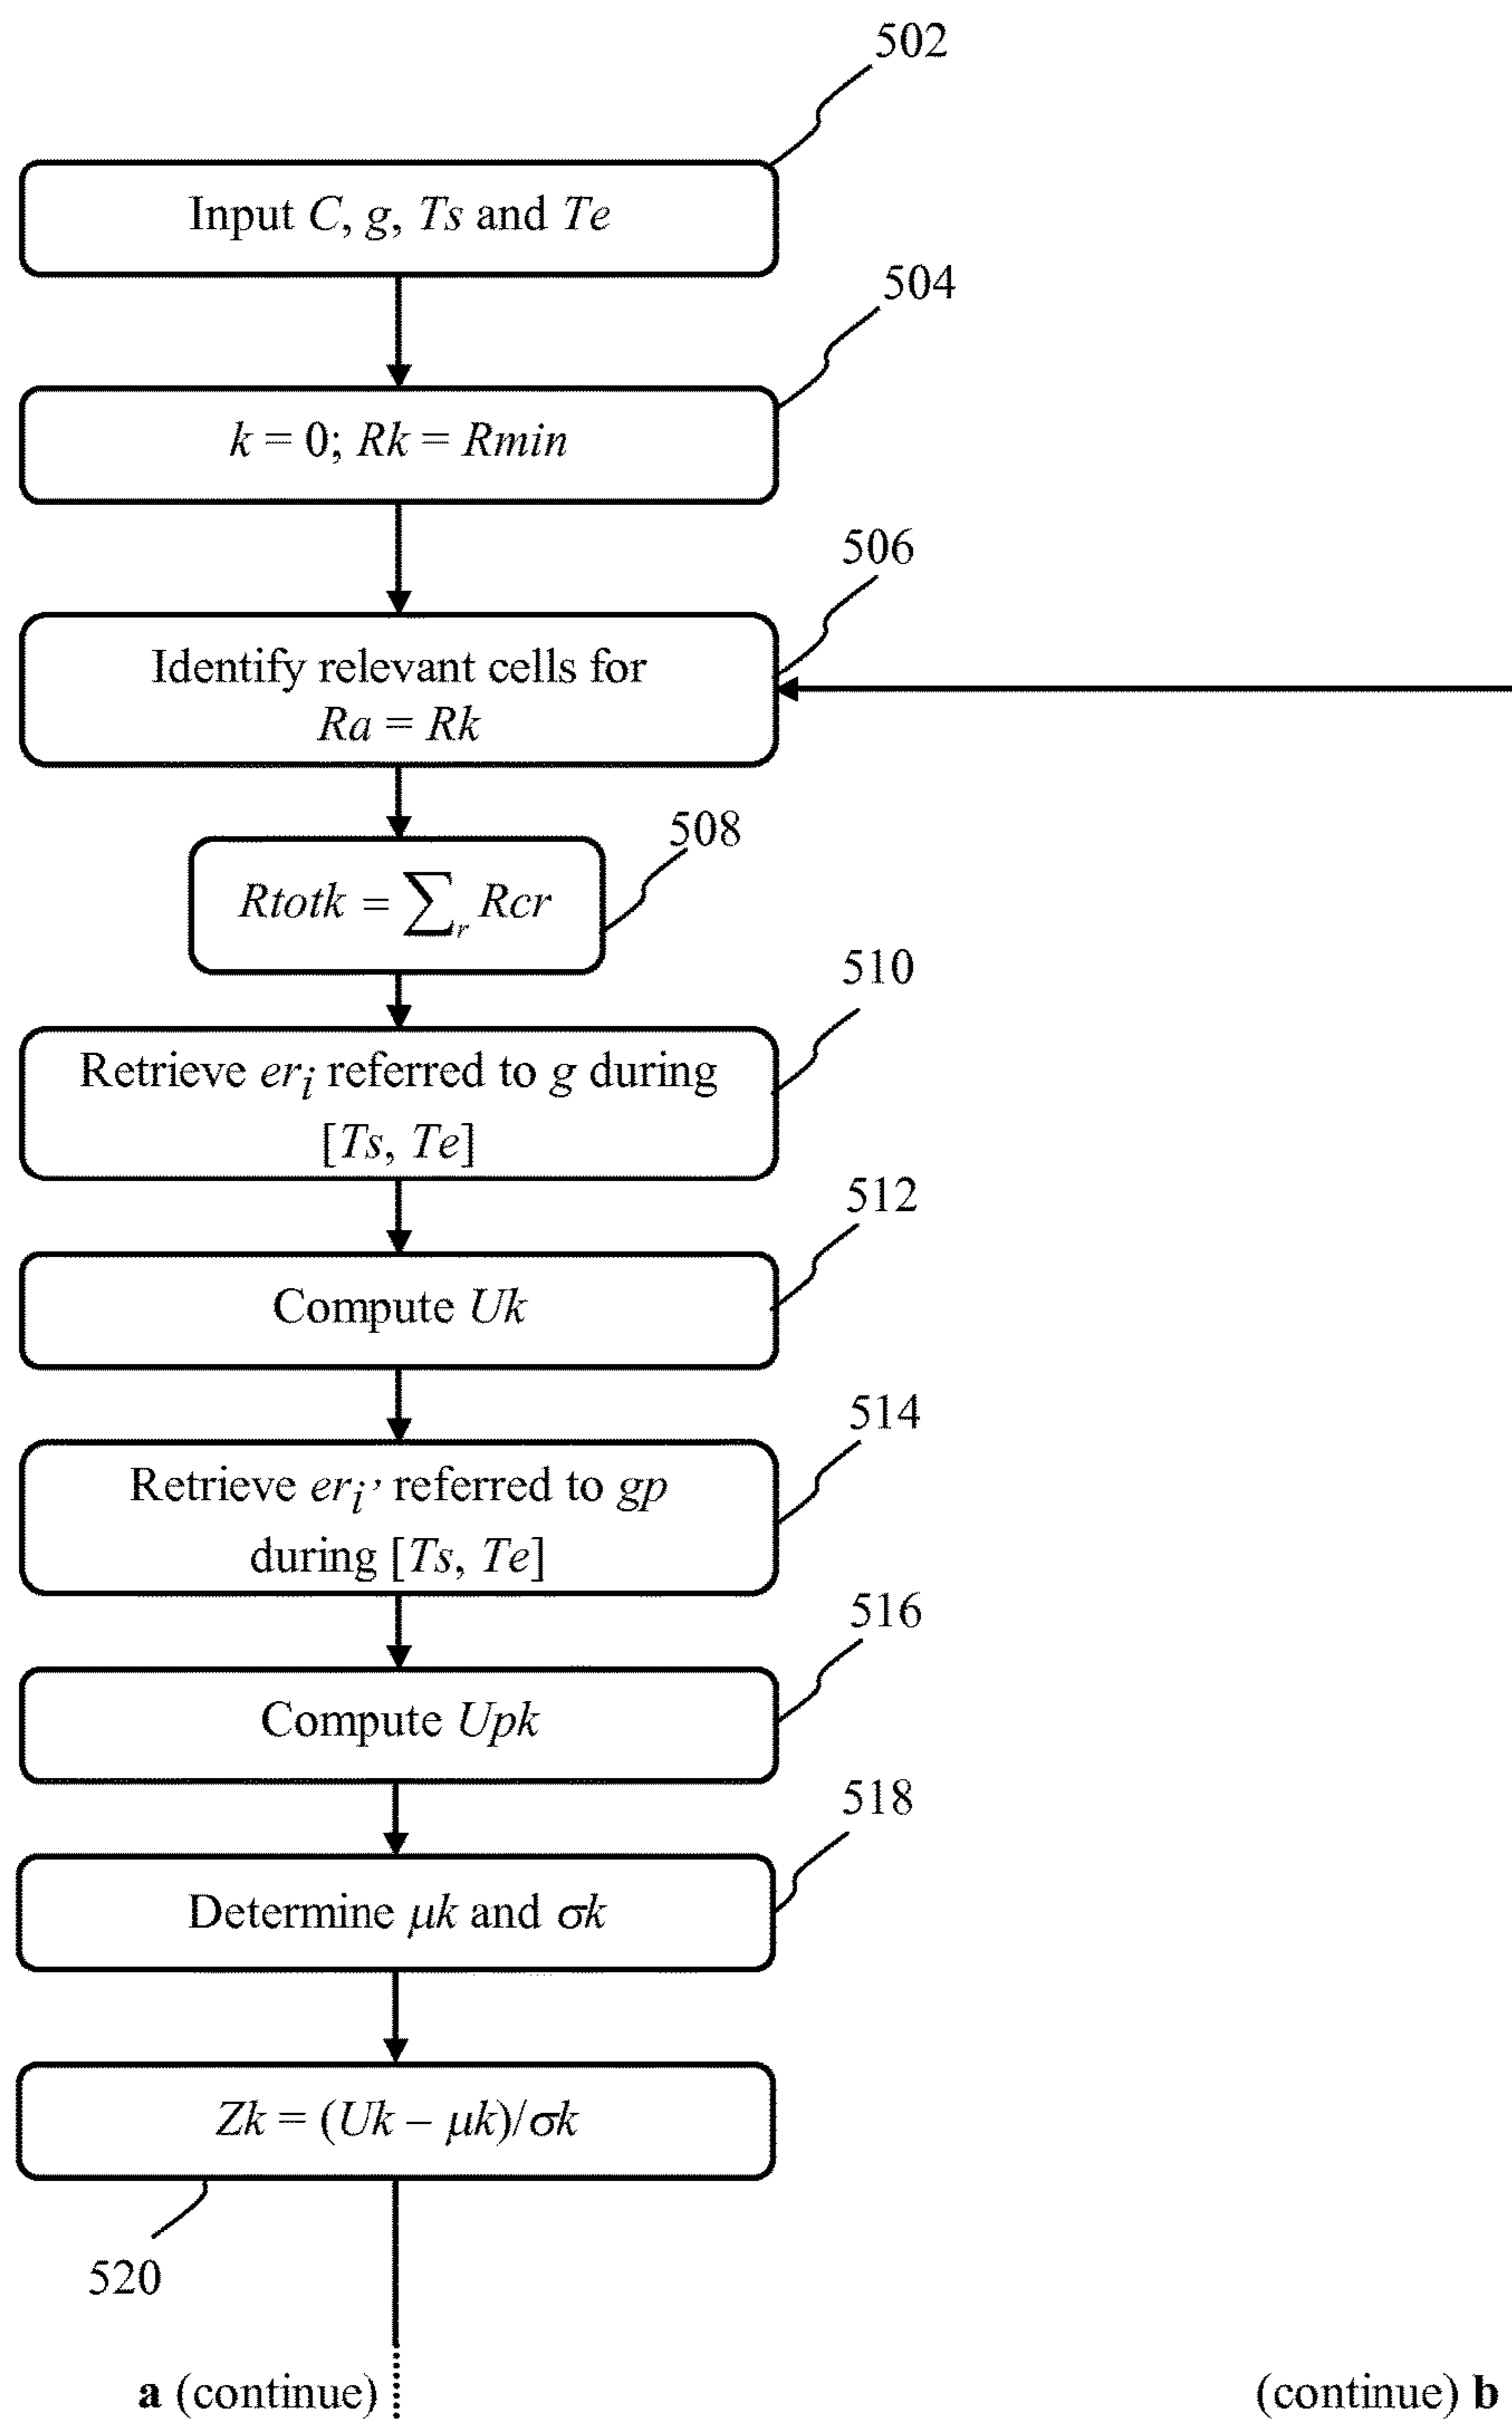 502
Input C, g, Ts and Te
504
k = 0; Rk = Rmin
506
Identify relevant cells for
Ra = Rk
508
Rtotk = ∑r Rcr
510
Retrieve eri referred to g during
[Ts, Te]
512
Compute Uk
514
Retrieve eri’ referred to gp
during [Ts, Te]
516
Compute Upk
518
Determine μk and σk
Zk = (Uk – μk)/σk
520
a (continue)
(continue) b